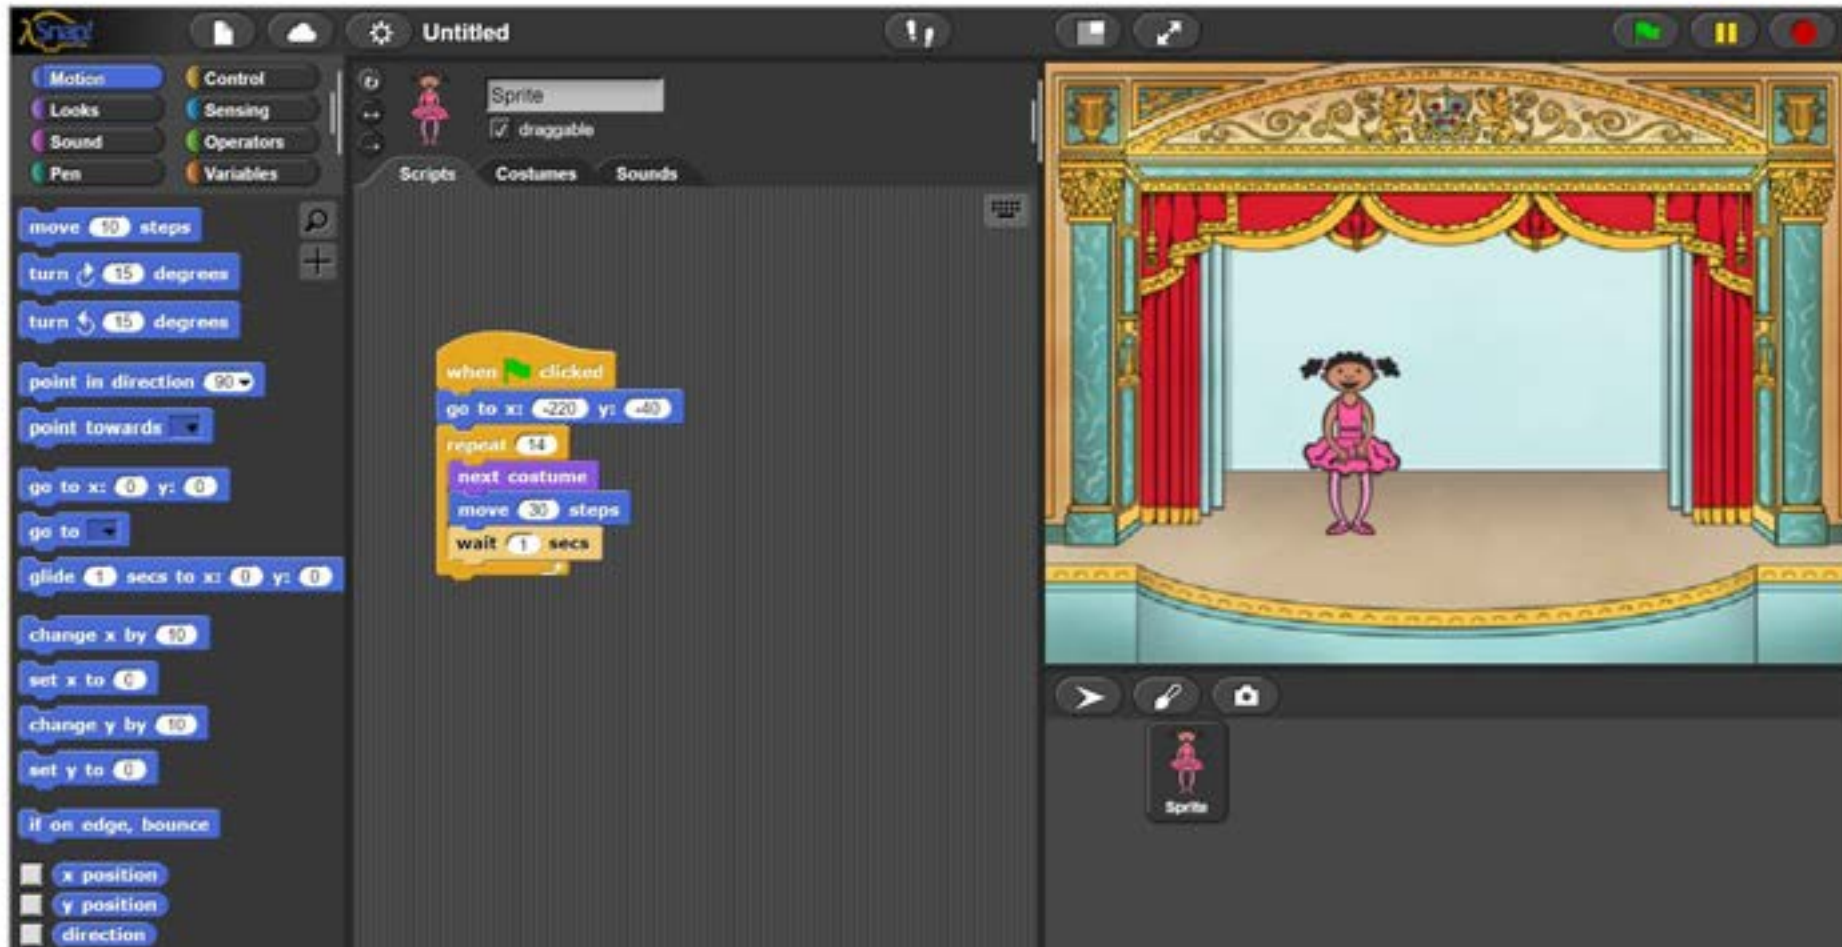 Snap!
Untitled
Motion
Control
Looks
Sensing
Sound
Operators
Pen
Variables
Sprite
draggable
Scripts
Costumes
Sounds
move 10 steps
turn 15 degrees
turn 15 degrees
point in direction 90
point towards
go to x: 0 y: 0
go to
glide 1 secs to x: 0 y: 0
change x by 10
set x to 0
change y by 10
set y to 0
if on edge, bounce
x position
y position
direction
when clicked
go to x: -220 y: -40
repeat 14
next costume
move 30 steps
wait 1 secs
Sprite